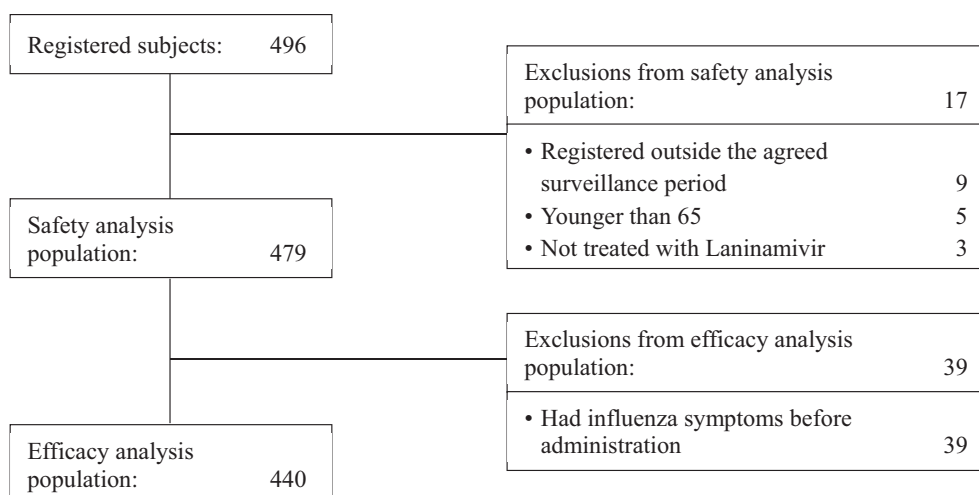 Registered subjects: 496
Exclusions from safety analysis
population: 17
• Registered outside the agreed
surveillance period 9
• Younger than 65 5
• Not treated with Laninamivir 3
Safety analysis
population: 479
Exclusions from efficacy analysis
population: 39
• Had influenza symptoms before
administration 39
Efficacy analysis
population: 440